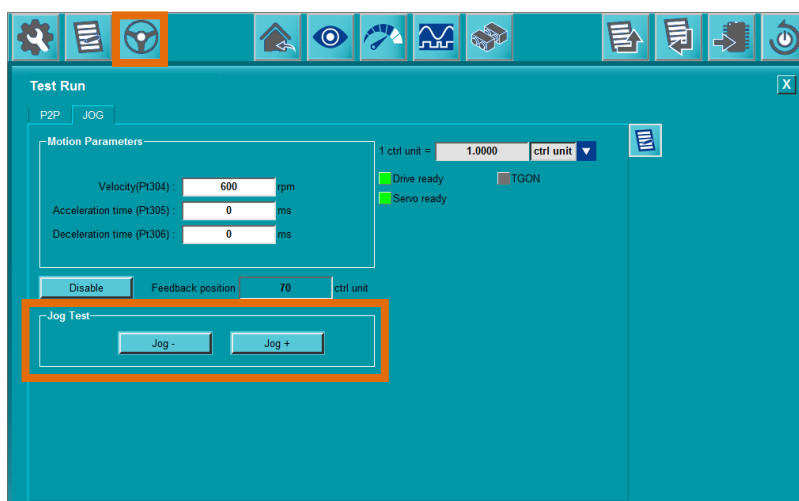 Test Run
X
P2P JOG
Motion Parameters
1 ctrl unit = 1.0000 ctrl unit
Velocity(Pt304) : 600 rpm
Drive ready TGON
Servo ready
Acceleration time (Pt305) : 0 ms
Deceleration time (Pt306) : 0 ms
Disable Feedback position 70 ctrl unit
Jog Test
Jog - Jog +